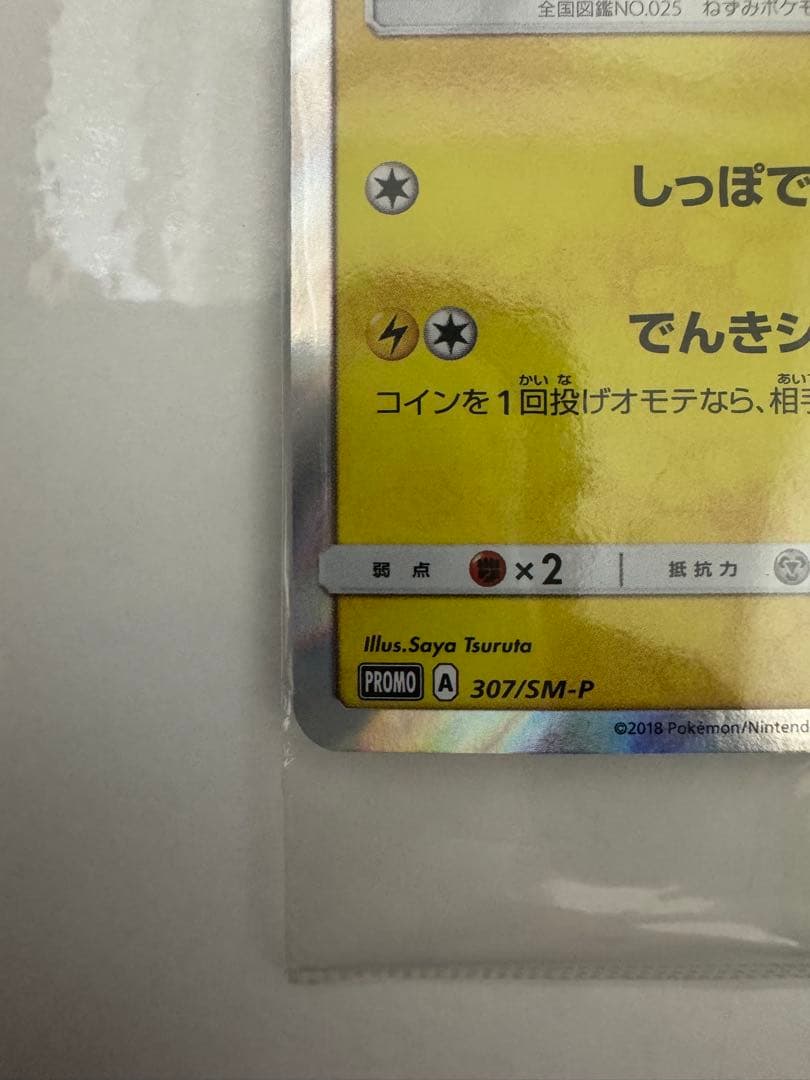 全国図鑑NO.025 ねずみポケモ
しっぽで
でんきシ
かい な あい
コインを1回投げオモテなら、相手
弱点 ×2 抵抗力
Illus.Saya Tsuruta
PROMO A 307/SM-P
©2018 Pokémon/Nintend